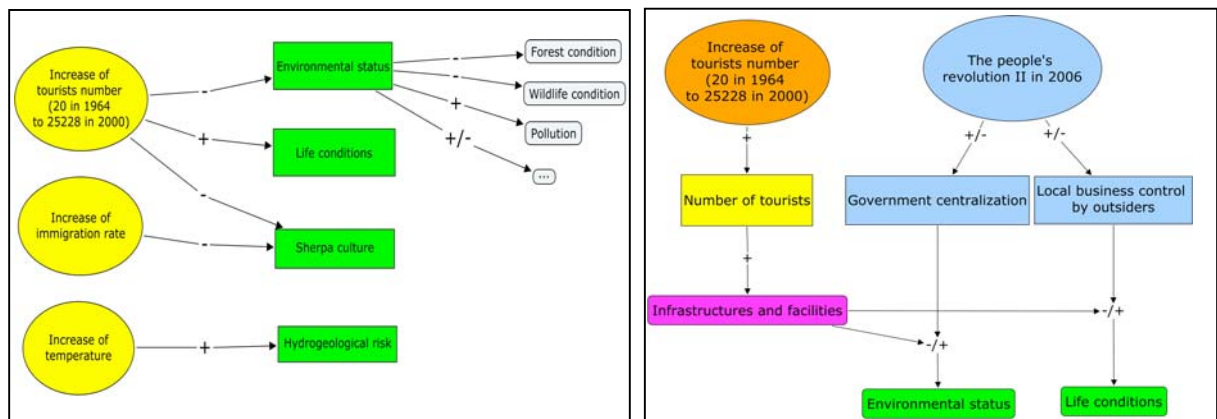 Increase of
tourists number
(20 in 1964
to 25228 in 2000)
-
Environmental status
-
Forest condition
-
Wildlife condition
+
Pollution
+/-
...
+
Life conditions
-
Increase of
immigration rate
-
Sherpa culture
Increase of
temperature
+
Hydrogeological risk
Increase of
tourists number
(20 in 1964
to 25228 in 2000)
The people's
revolution II in 2006
+
+/-
+/-
Number of tourists
Government centralization
Local business control
by outsiders
+
Infrastructures and facilities
-/+
-/+
Environmental status
Life conditions